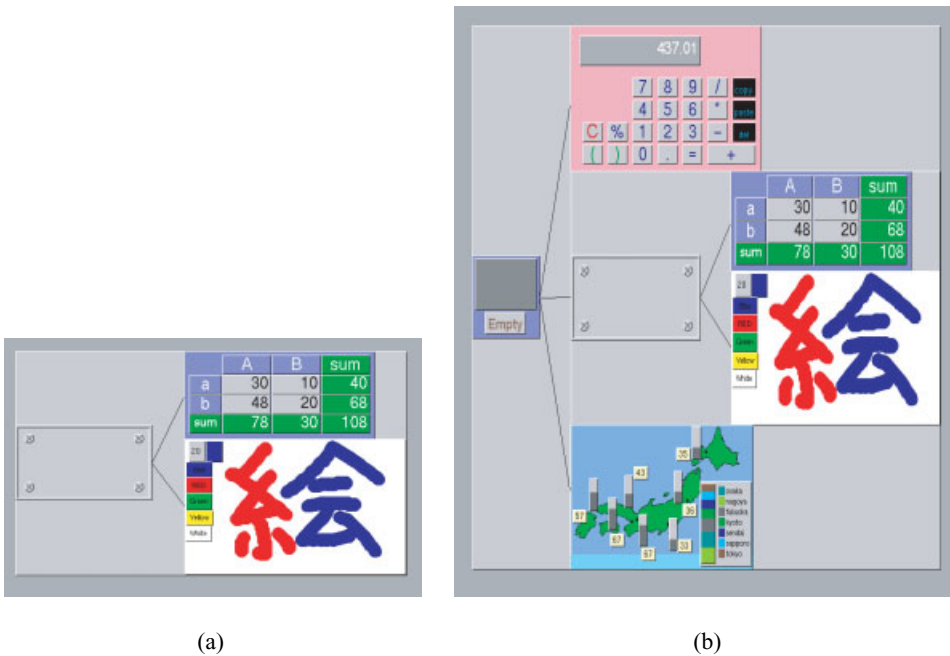 A B sum
a 30 10 40
b 48 20 68
sum 78 30 108
20
RED
Green
Yellow
White
絵
(a)
437.01
7 8 9 / copy
4 5 6 * paste
C % 1 2 3 -
( ) 0 . = +
A B sum
a 30 10 40
b 48 20 68
sum 78 30 108
20
RED
Green
Yellow
White
絵
Empty
35
43
57
36
67
57
33
osaka
nagoya
fukuoka
kyoto
sendai
sapporo
tokyo
(b)